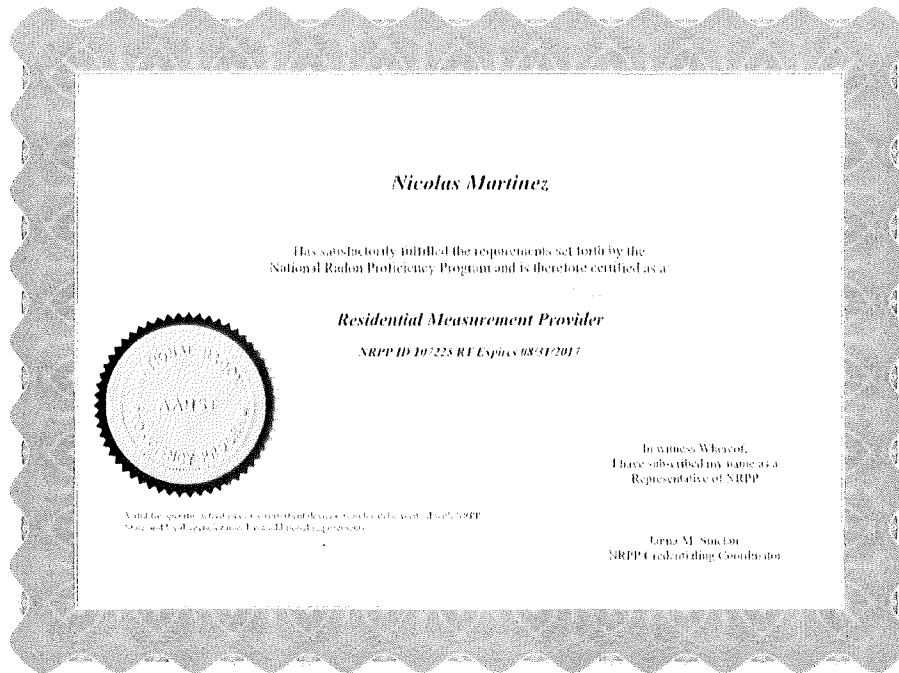 Nicolas Martinez
Has satisfactorily fulfilled the requirements set forth by the
National Radon Proficiency Program and is therefore certified as a:
Residential Measurement Provider
NRPP ID 107228 RT Expires 08/31/2017
AARST
In witness Whereof,
I have subscribed my name as a
Representative of NRPP
NRPP Credentialing Coordinator